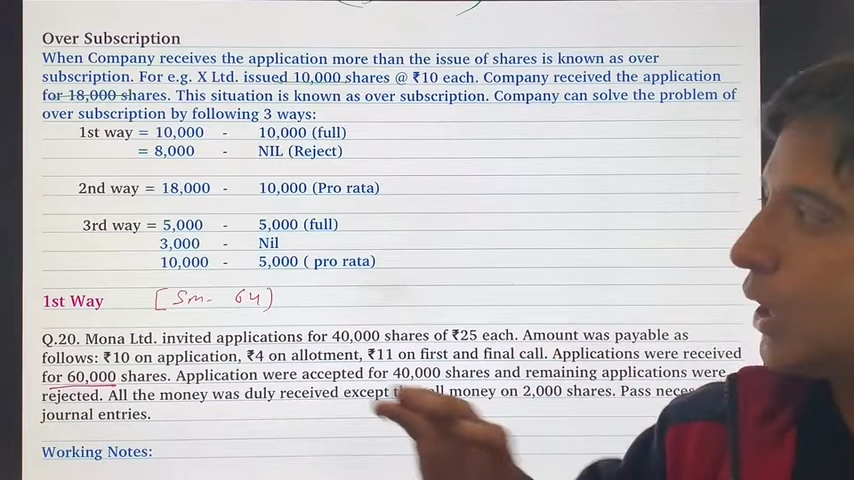 Over Subscription
When Company receives the application more than the issue of shares is known as over
subscription. For e.g. X Ltd. issued 10,000 shares @ ₹10 each. Company received the application
for 18,000 shares. This situation is known as over subscription. Company can solve the problem of
over subscription by following 3 ways:
1st way = 10,000 - 10,000 (full)
= 8,000 - NIL (Reject)
2nd way = 18,000 - 10,000 (Pro rata)
3rd way = 5,000 - 5,000 (full)
3,000 - Nil
10,000 - 5,000 ( pro rata)
1st Way [Sm- 64)
Q.20. Mona Ltd. invited applications for 40,000 shares of ₹25 each. Amount was payable as
follows: ₹10 on application, ₹4 on allotment, ₹11 on first and final call. Applications were received
for 60,000 shares. Application were accepted for 40,000 shares and remaining applications were
rejected. All the money was duly received except money on 2,000 shares. Pass
journal entries.
Working Notes: